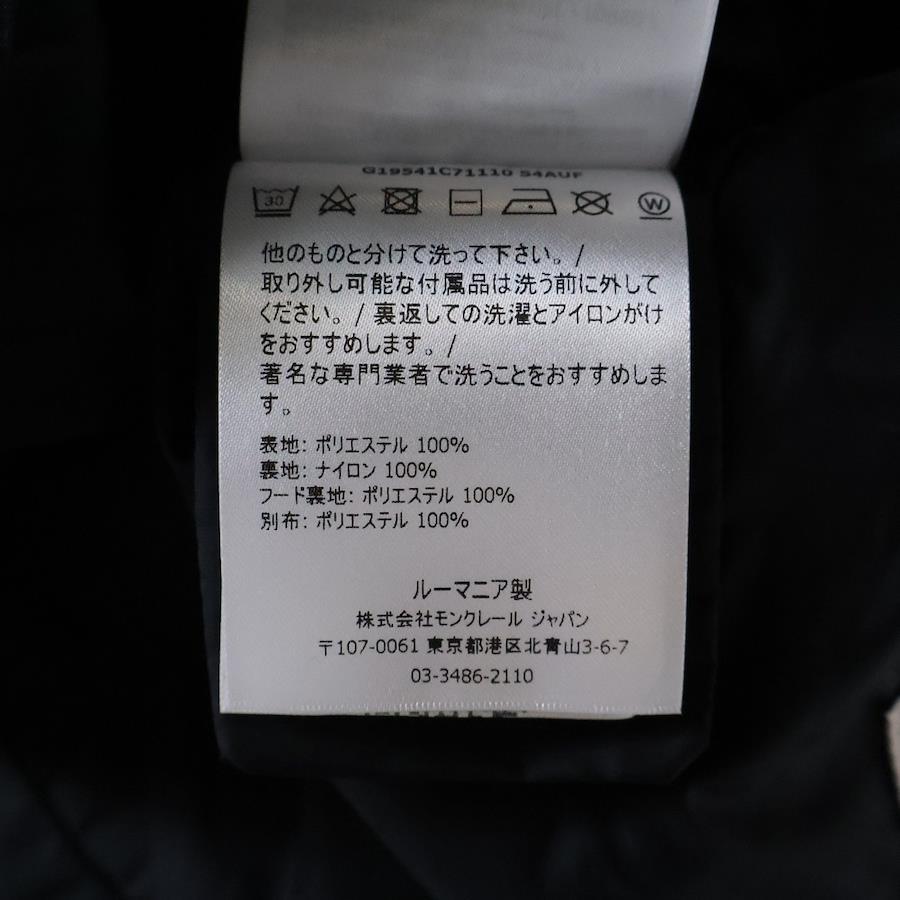 G19541C71110 54AUF
30
W
他のものと分けて洗って下さい。/
取り外し可能な付属品は洗う前に外して
ください。/ 裏返しての洗濯とアイロンがけ
をおすすめします。/
著名な専門業者で洗うことをおすすめしま
す。
表地: ポリエステル 100%
裏地: ナイロン 100%
フード裏地: ポリエステル 100%
別布: ポリエステル 100%
ルーマニア製
株式会社モンクレール ジャパン
〒107-0061 東京都港区北青山3-6-7
03-3486-2110